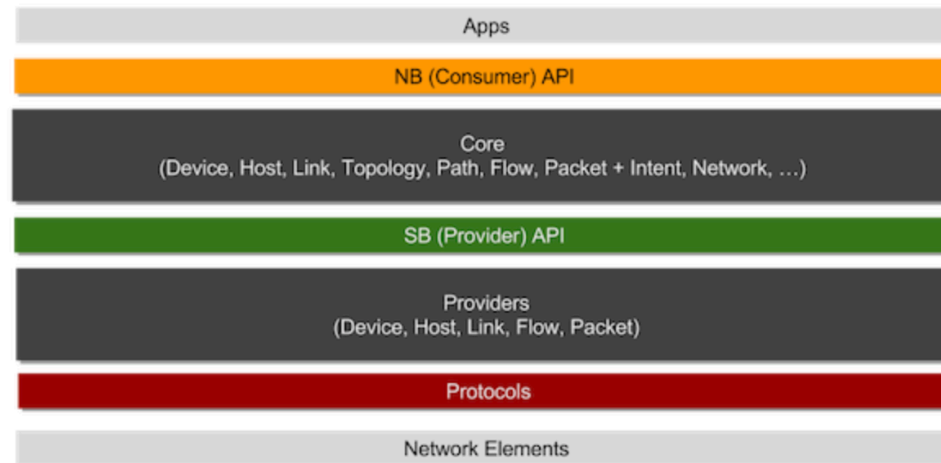 Apps
NB (Consumer) API
Core
(Device, Host, Link, Topology, Path, Flow, Packet + Intent, Network, …)
SB (Provider) API
Providers
(Device, Host, Link, Flow, Packet)
Protocols
Network Elements